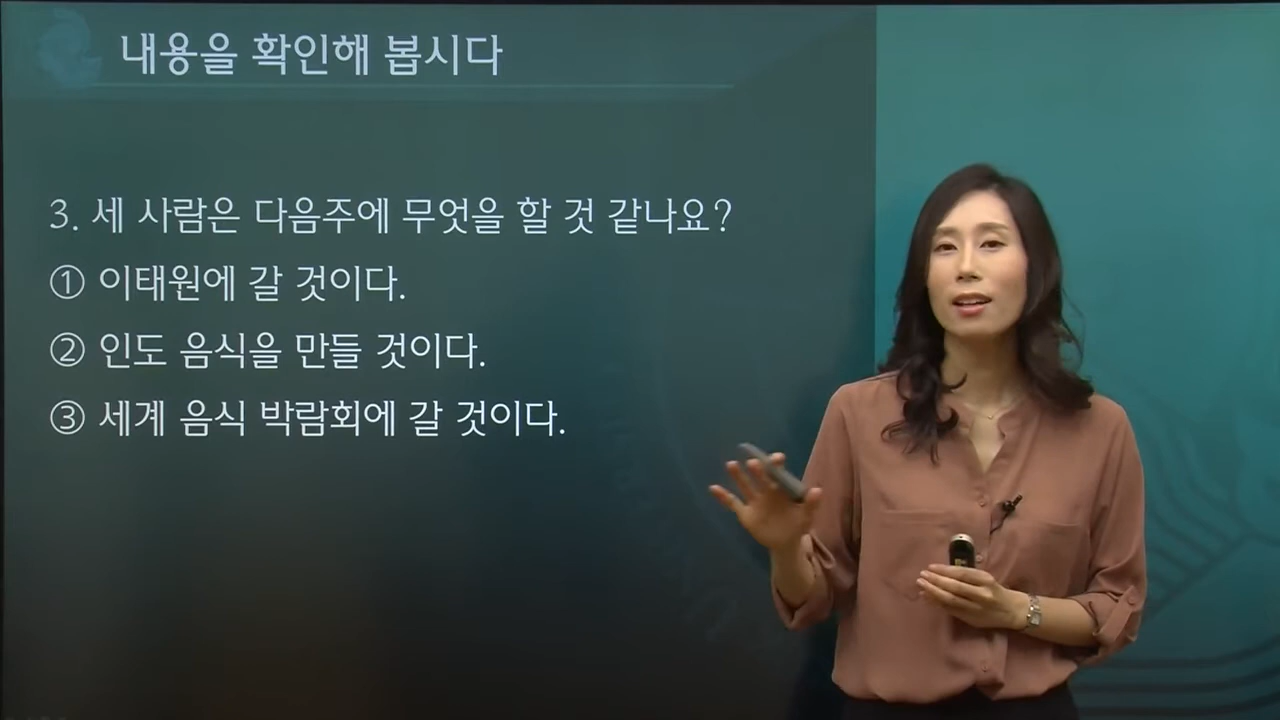 내용을 확인해 봅시다
3. 세 사람은 다음주에 무엇을 할 것 같나요?
① 이태원에 갈 것이다.
② 인도 음식을 만들 것이다.
③ 세계 음식 박람회에 갈 것이다.